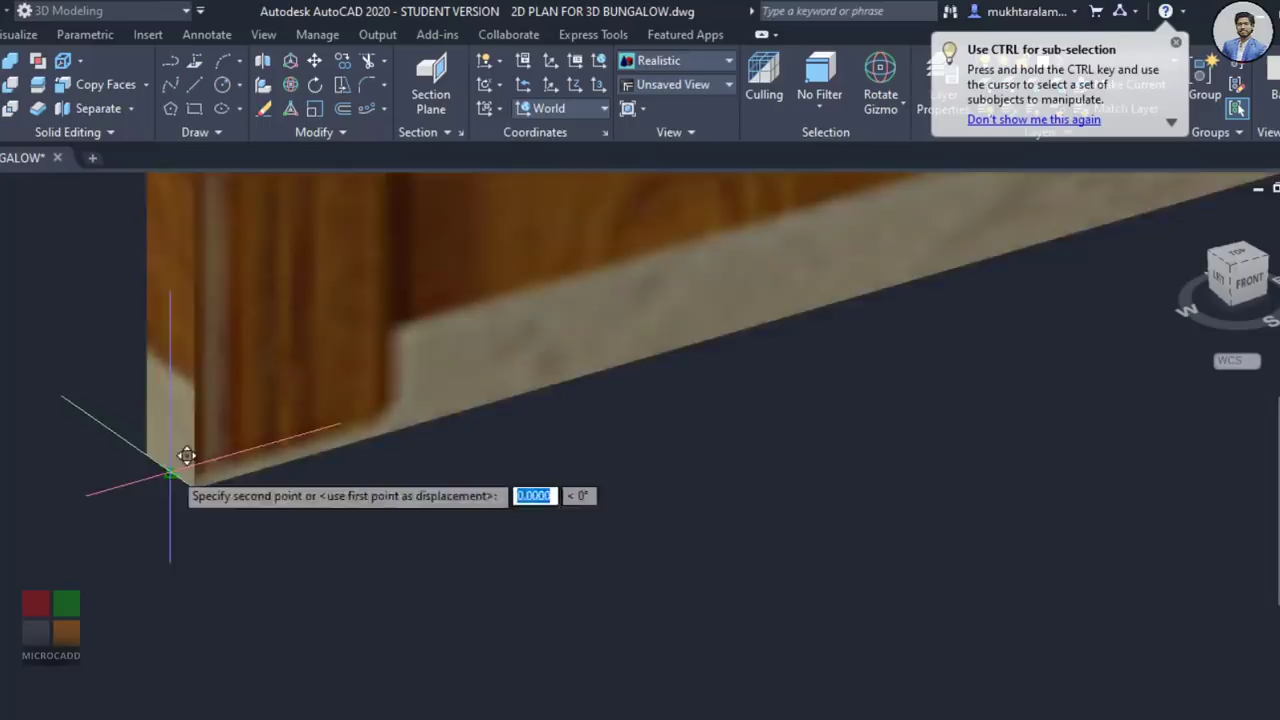 3D Modeling
Autodesk AutoCAD 2020 - STUDENT VERSION 2D PLAN FOR 3D BUNGALOW.dwg
Type a keyword or phrase
mukhtaralam...
sualize Parametric Insert Annotate View Manage Output Add-ins Collaborate Express Tools Featured Apps
Copy Faces
Separate
Section
Plane
Realistic
Unsaved View
World
Culling
No Filter
Rotate
Gizmo
Group
Use CTRL for sub-selection
Press and hold the CTRL key and use
the cursor to select a set of
subobjects to manipulate.
Don't show me this again
Solid Editing
Draw
Modify
Section
Coordinates
View
Selection
Groups
View
GALOW*
TOP
LEFT
FRONT
W
S
WCS
Specify second point or <use first point as displacement>: 0.0000 < 0°
MICROCADD